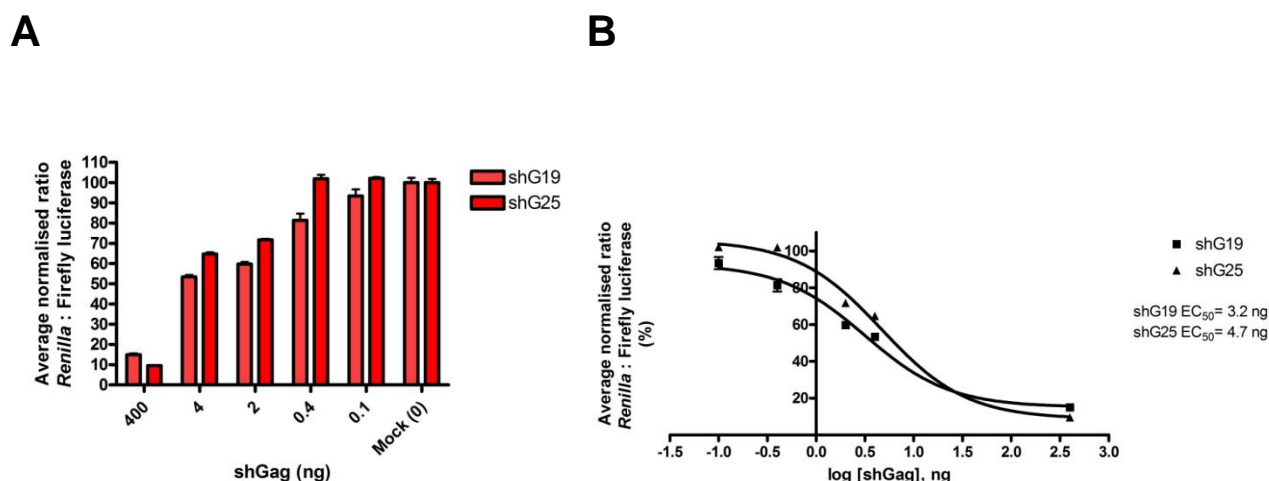 A
B
Average normalised ratio
Renilla : Firefly luciferase
110
100
90
80
70
60
50
40
30
20
10
0
400
4
2
0.4
0.1
Mock (0)
shGag (ng)
shG19
shG25
Average normalised ratio
Renilla : Firefly luciferase
(%)
100
80
60
40
20
-1.5
-1.0
-0.5
0.0
0.5
1.0
1.5
2.0
2.5
3.0
log [shGag], ng
shG19
shG25
shG19 EC50= 3.2 ng
shG25 EC50= 4.7 ng